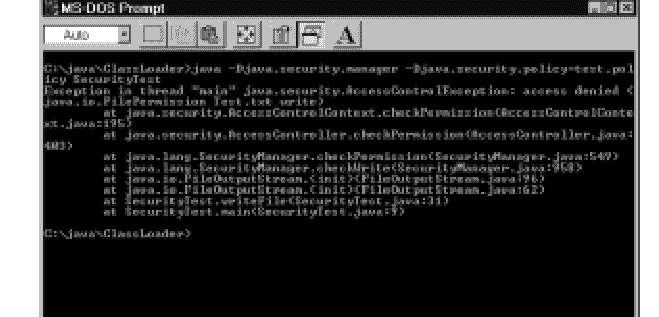 MS-DOS Prompt
Auto
A
C:\java\ClassLoader>java -Djava.security.manager -Djava.security.policy=test.pol
icy SecurityTest
Exception in thread "main" java.security.AccessControlException: access denied (
java.io.FilePermission Test.txt write)
at java.security.AccessControlContext.checkPermission(AccessControlConte
xt.java:195)
at java.security.AccessController.checkPermission(AccessController.java:
403)
at java.lang.SecurityManager.checkPermission(SecurityManager.java:549)
at java.lang.SecurityManager.checkWrite(SecurityManager.java:958)
at java.io.FileOutputStream.<init>(FileOutputStream.java:96)
at java.io.FileOutputStream.<init>(FileOutputStream.java:62)
at SecurityTest.writeFile(SecurityTest.java:31)
at SecurityTest.main(SecurityTest.java:9)
C:\java\ClassLoader>